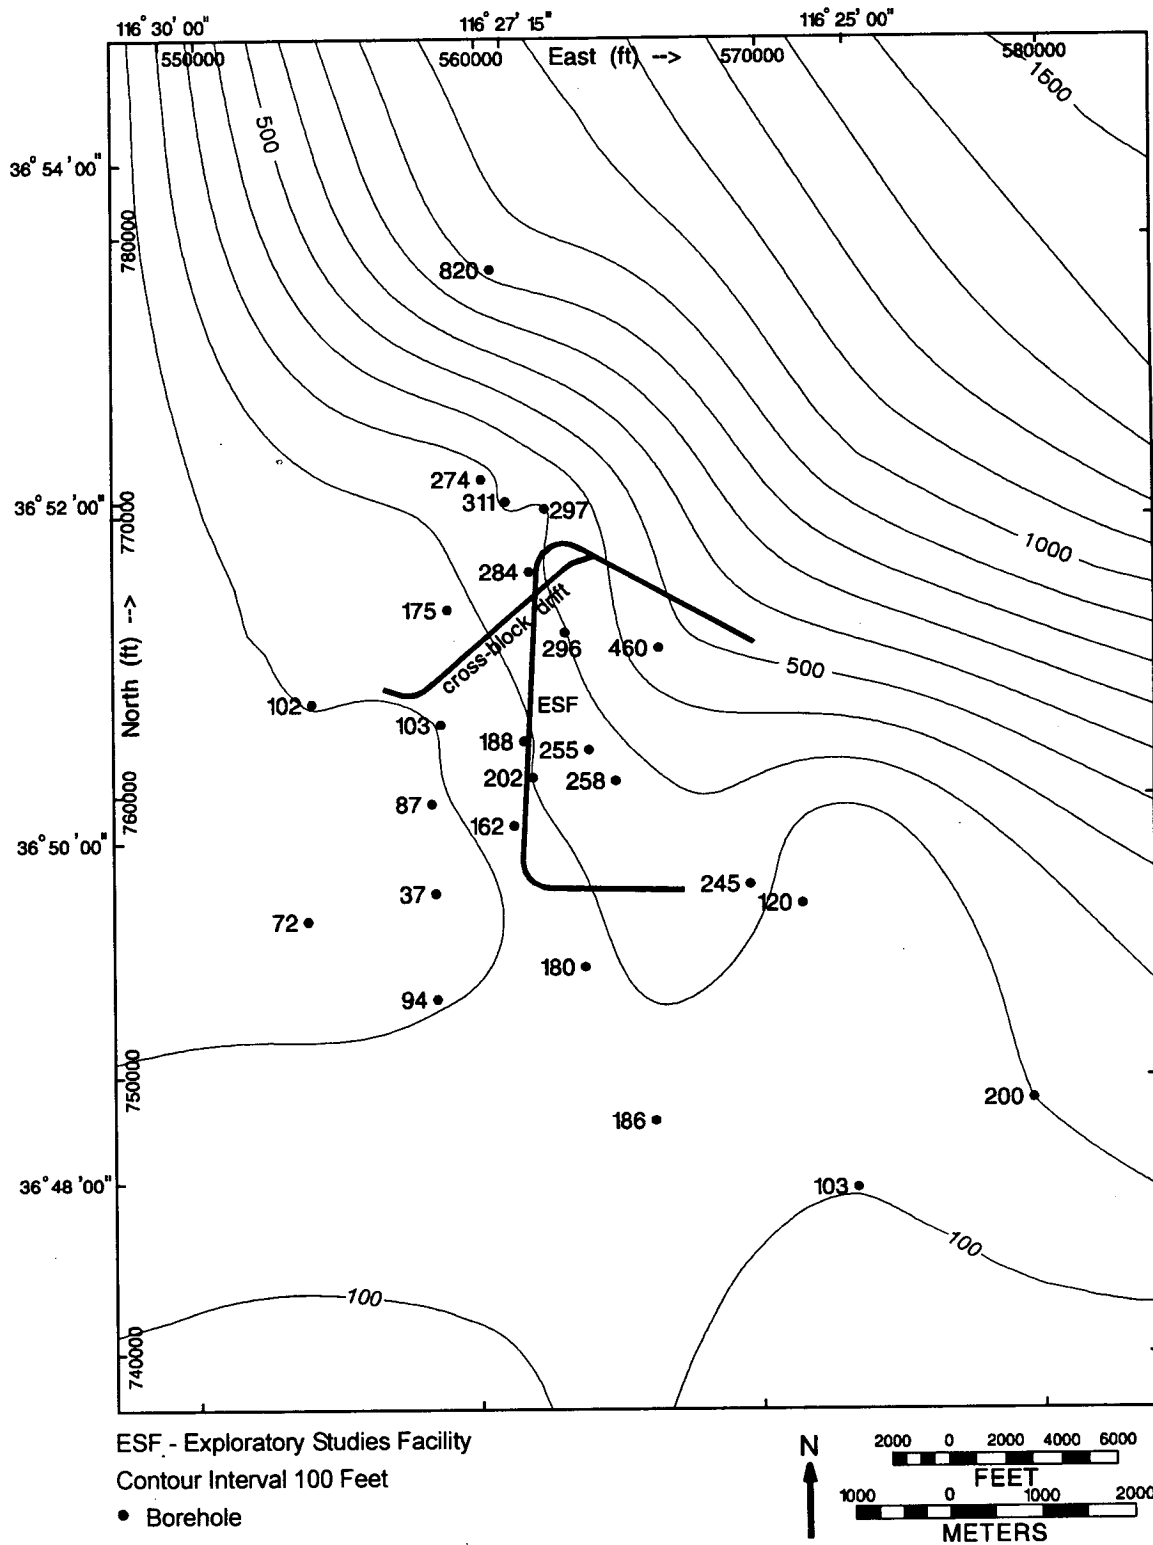 116° 30' 00"
116° 27' 15"
116° 25' 00"
550000
560000
East (ft) -->
570000
580000
1500
500
36° 54' 00"
780000
820
274
36° 52' 00"
311
297
770000
1000
284
175
cross-block drift
296
460
500
North (ft) -->
102
ESF
103
188
255
202
258
87
760000
162
36° 50' 00"
245
120
37
72
180
94
750000
200
186
36° 48' 00"
103
100
100
740000
ESF - Exploratory Studies Facility
Contour Interval 100 Feet
Borehole
N
2000 0 2000 4000 6000
FEET
1000 0 1000 2000
METERS